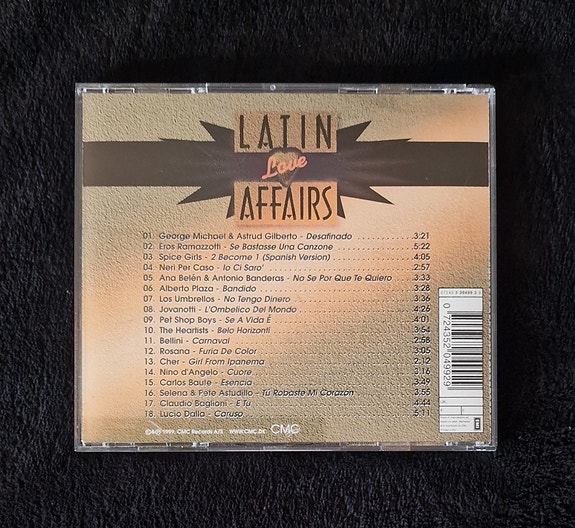 LATIN
Love
AFFAIRS
01. George Michael & Astrud Gilberto - Desafinado 3:21
02. Eros Ramazzotti - Se Bastasse Una Canzone 5:22
03. Spice Girls - 2 Become 1 (Spanish Version) 4:05
04. Neri Per Caso - Io Ci Saro' 2:57
05. Ana Belén & Antonio Banderas - No Se Por Que Te Quiero 3:33
06. Alberto Plaza - Bandido 3:28
07. Los Umbrellos - No Tengo Dinero 3:36
08. Jovanotti - L'Ombelico Del Mondo 4:26
09. Pet Shop Boys - Se A Vida É 4:01
10. The Heartists - Belo Horizonti 3:54
11. Bellini - Carnaval 2:58
12. Rosana - Furia De Color 3:05
13. Cher - Girl From Ipanema 2:12
14. Nino d'Angelo - Cuore 3:16
15. Carlos Baute - Esencia 3:49
16. Selena & Pete Astudillo - Tú Robaste Mi Corazon 3:55
17. Claudio Baglioni - E Tu 4:44
18. Lucio Dalla - Caruso 5:11
©&℗ 1999, CMC Records A/S WWW.CMC.DK CMC
0 724352 049929